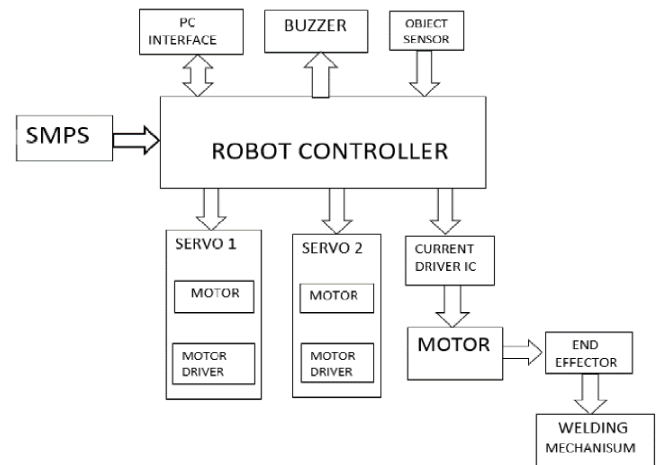 PC
INTERFACE
BUZZER
OBJECT
SENSOR
SMPS
ROBOT CONTROLLER
SERVO 1
MOTOR
MOTOR
DRIVER
SERVO 2
MOTOR
MOTOR
DRIVER
CURRENT
DRIVER IC
MOTOR
END
EFFECTOR
WELDING
MECHANISUM